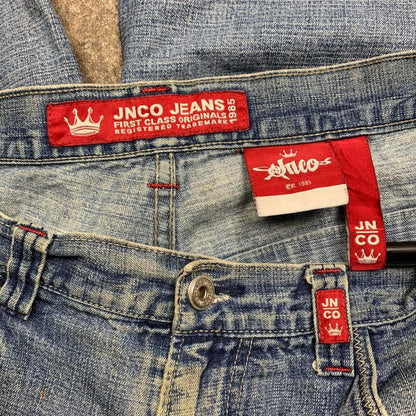 JNCO JEANS
FIRST CLASS ORIGINALS
REGISTERED TRADEMARK
1985
Jnco
EST. 1985
JN
CO
JN
CO